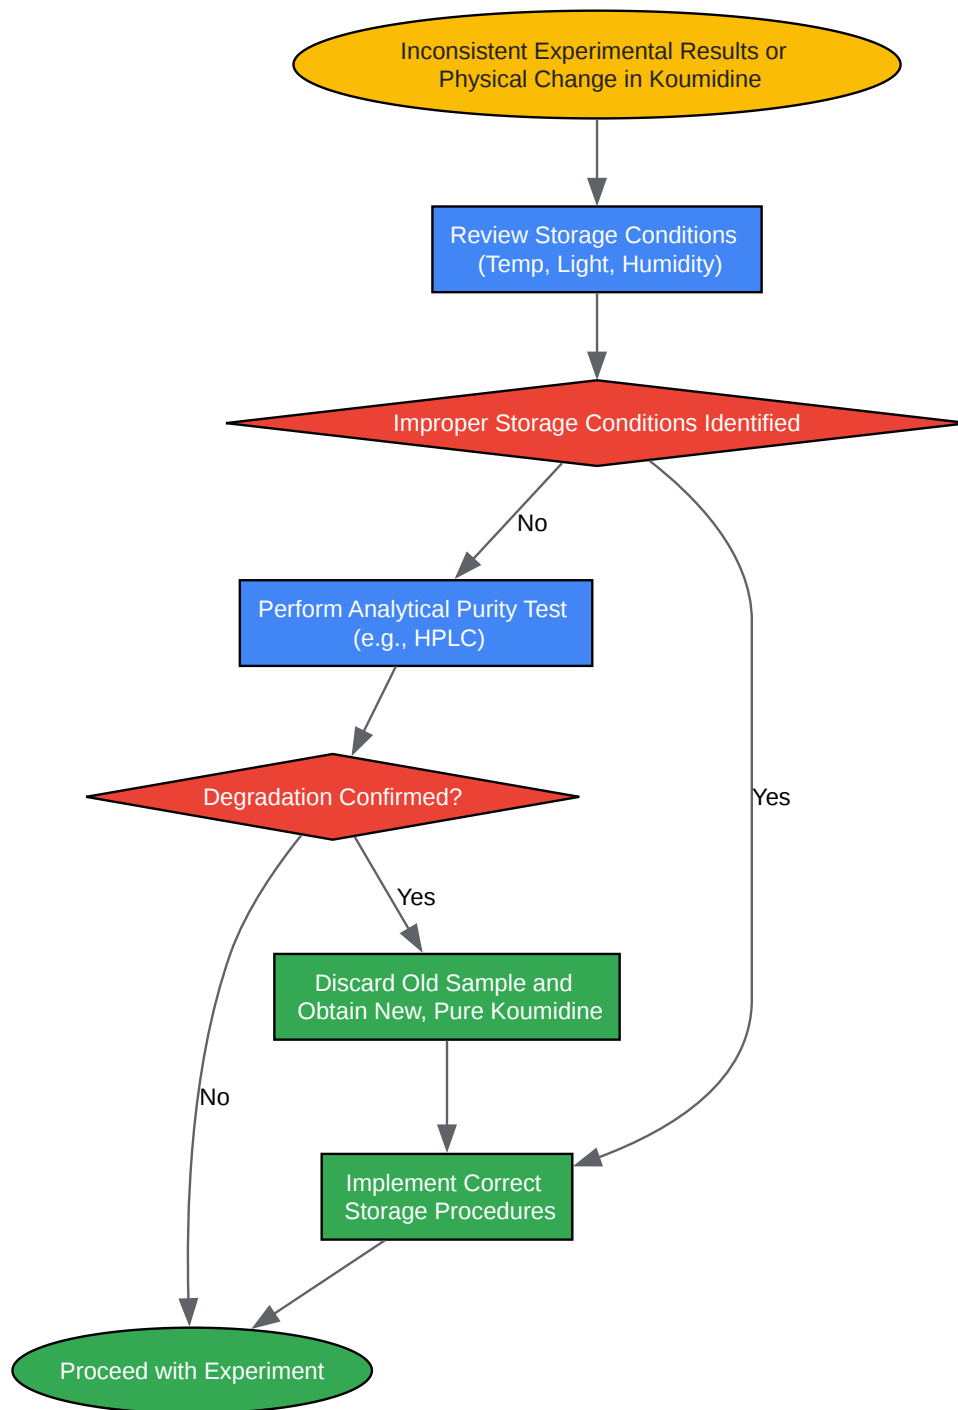 Inconsistent Experimental Results or
Physical Change in Koumidine
Review Storage Conditions
(Temp, Light, Humidity)
Improper Storage Conditions Identified
No
Perform Analytical Purity Test
(e.g., HPLC)
Degradation Confirmed?
Yes
Yes
Discard Old Sample and
Obtain New, Pure Koumidine
No
Implement Correct
Storage Procedures
Proceed with Experiment